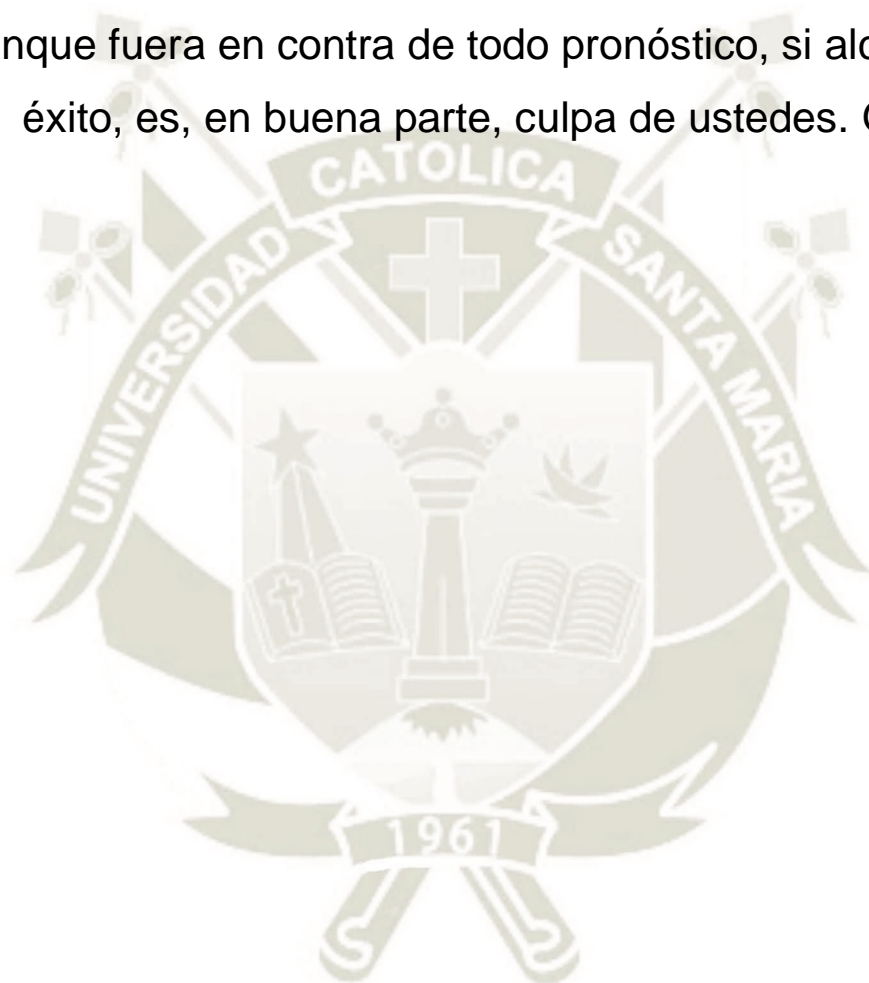 nque fuera en contra de todo pronóstico, si alc
éxito, es, en buena parte, culpa de ustedes.
CATOLICA
UNIVERSIDAD
SANTA MARIA
1961